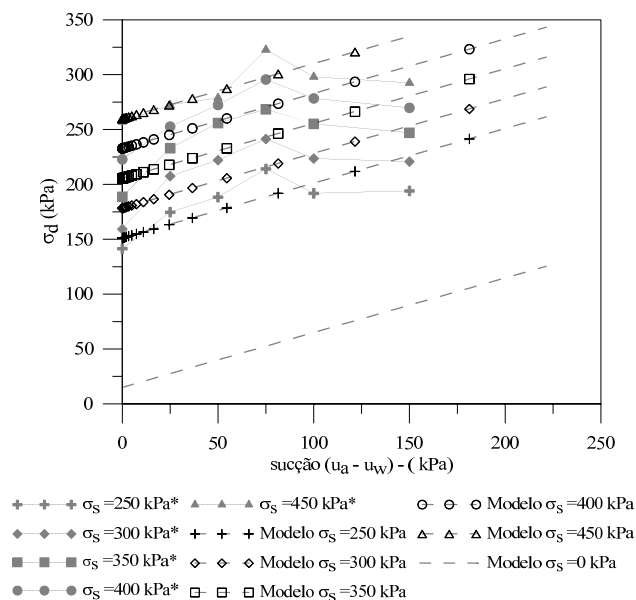 350
300
250
200
150
100
50
0
σd (kPa)
0 50 100 150 200 250
sucção (ua - uw) - ( kPa)
σS =250 kPa* σS =450 kPa* Modelo σS =400 kPa
σS =300 kPa* Modelo σS =250 kPa Modelo σS =450 kPa
σS =350 kPa* Modelo σS =300 kPa Modelo σS =0 kPa
σS =400 kPa* Modelo σS =350 kPa